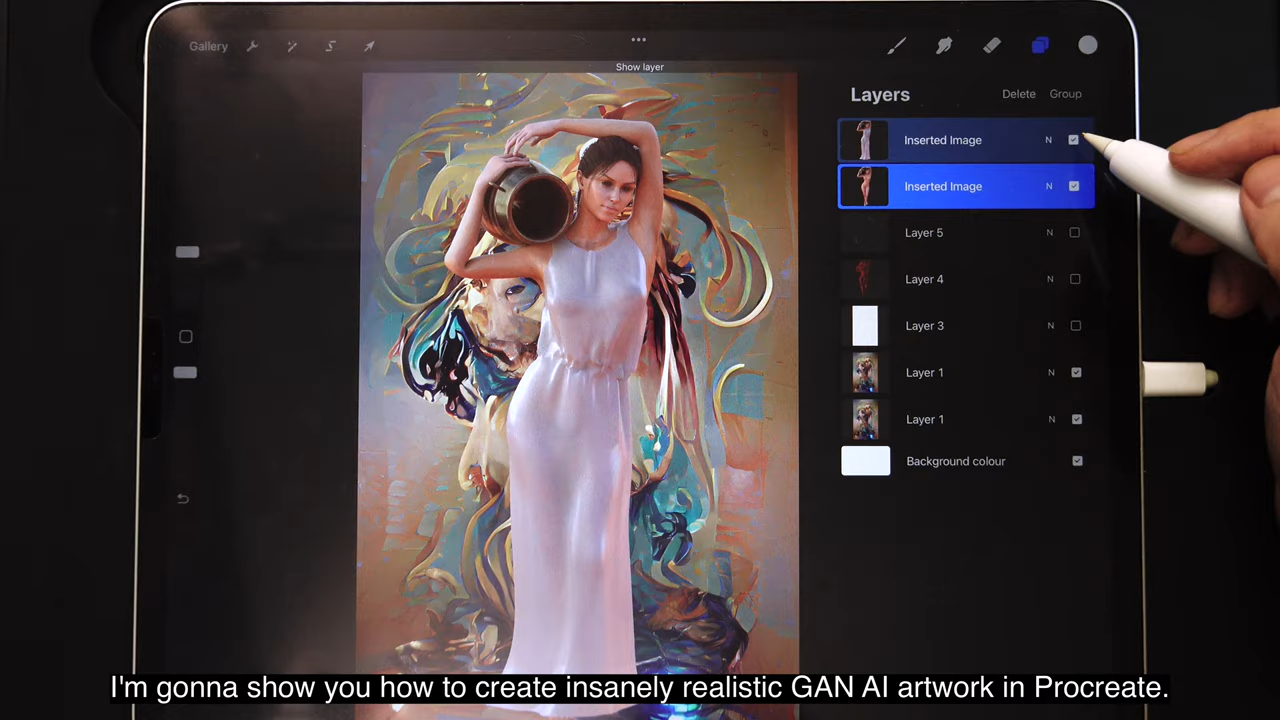 Gallery
Show layer
Layers Delete Group
Inserted Image N
Inserted Image N
Layer 5 N
Layer 4 N
Layer 3 N
Layer 1 N
Layer 1 N
Background colour
I'm gonna show you how to create insanely realistic GAN AI artwork in Procreate.